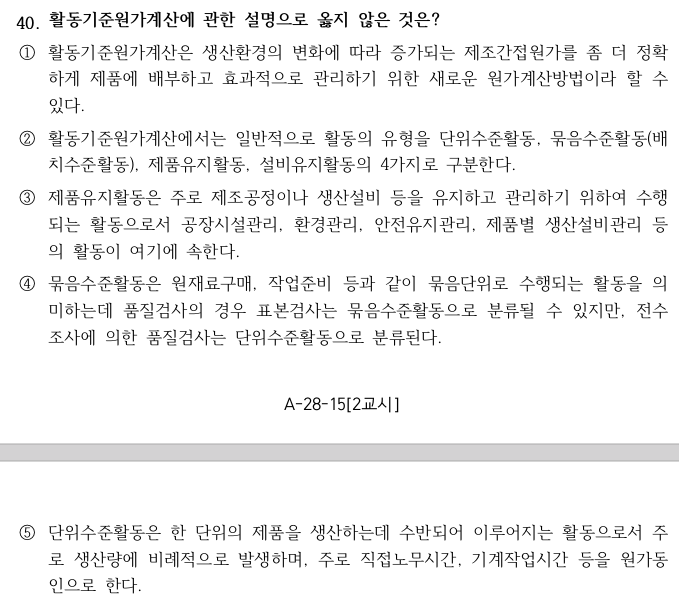 40. 활동기준원가계산에 관한 설명으로 옳지 않은 것은?
① 활동기준원가계산은 생산환경의 변화에 따라 증가되는 제조간접원가를 좀 더 정확
하게 제품에 배부하고 효과적으로 관리하기 위한 새로운 원가계산방법이라 할 수
있다.
② 활동기준원가계산에서는 일반적으로 활동의 유형을 단위수준활동, 묶음수준활동(배
치수준활동), 제품유지활동, 설비유지활동의 4가지로 구분한다.
③ 제품유지활동은 주로 제조공정이나 생산설비 등을 유지하고 관리하기 위하여 수행
되는 활동으로서 공장시설관리, 환경관리, 안전유지관리, 제품별 생산설비관리 등
의 활동이 여기에 속한다.
④ 묶음수준활동은 원재료구매, 작업준비 등과 같이 묶음단위로 수행되는 활동을 의
미하는데 품질검사의 경우 표본검사는 묶음수준활동으로 분류될 수 있지만, 전수
조사에 의한 품질검사는 단위수준활동으로 분류된다.
A-28-15[2교시]
⑤ 단위수준활동은 한 단위의 제품을 생산하는데 수반되어 이루어지는 활동으로서 주
로 생산량에 비례적으로 발생하며, 주로 직접노무시간, 기계작업시간 등을 원가동
인으로 한다.